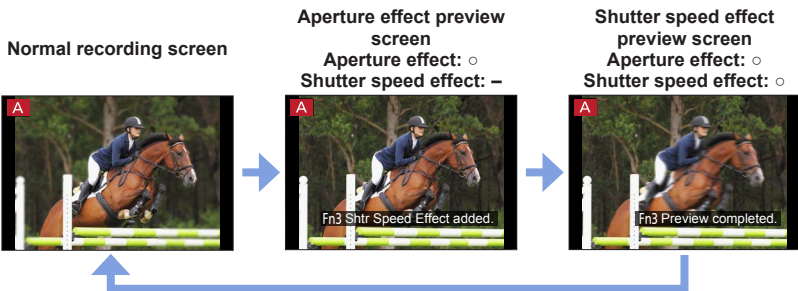 Normal recording screen
Aperture effect preview
screen
Aperture effect: ○
Shutter speed effect: –
Shutter speed effect
preview screen
Aperture effect: ○
Shutter speed effect: ○
A
A
Fn3 Shtr Speed Effect added.
A
Fn3 Preview completed.